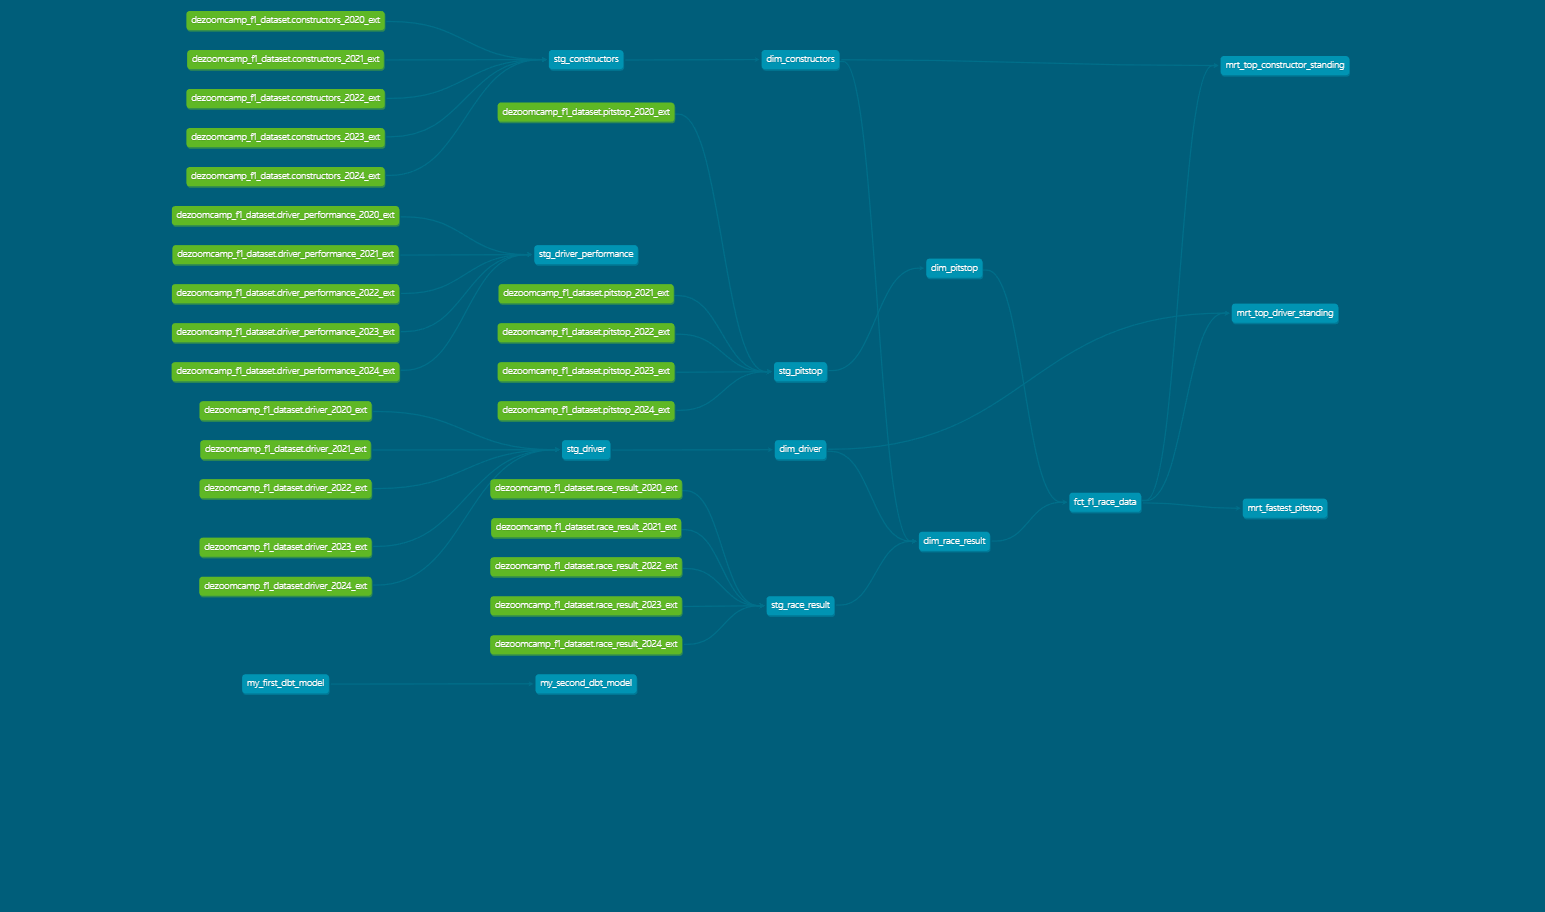 dezoomcamp_f1_dataset.constructors_2020_ext
dezoomcamp_f1_dataset.constructors_2021_ext
stg_constructors
dim_constructors
mrt_top_constructor_standing
dezoomcamp_f1_dataset.constructors_2022_ext
dezoomcamp_f1_dataset.pitstop_2020_ext
dezoomcamp_f1_dataset.constructors_2023_ext
dezoomcamp_f1_dataset.constructors_2024_ext
dezoomcamp_f1_dataset.driver_performance_2020_ext
dezoomcamp_f1_dataset.driver_performance_2021_ext
stg_driver_performance
dim_pitstop
dezoomcamp_f1_dataset.driver_performance_2022_ext
dezoomcamp_f1_dataset.pitstop_2021_ext
mrt_top_driver_standing
dezoomcamp_f1_dataset.driver_performance_2023_ext
dezoomcamp_f1_dataset.pitstop_2022_ext
dezoomcamp_f1_dataset.driver_performance_2024_ext
dezoomcamp_f1_dataset.pitstop_2023_ext
stg_pitstop
dezoomcamp_f1_dataset.driver_2020_ext
dezoomcamp_f1_dataset.pitstop_2024_ext
dezoomcamp_f1_dataset.driver_2021_ext
stg_driver
dim_driver
dezoomcamp_f1_dataset.driver_2022_ext
dezoomcamp_f1_dataset.race_result_2020_ext
fct_f1_race_data
mrt_fastest_pitstop
dezoomcamp_f1_dataset.race_result_2021_ext
dezoomcamp_f1_dataset.driver_2023_ext
dim_race_result
dezoomcamp_f1_dataset.race_result_2022_ext
dezoomcamp_f1_dataset.driver_2024_ext
dezoomcamp_f1_dataset.race_result_2023_ext
stg_race_result
dezoomcamp_f1_dataset.race_result_2024_ext
my_first_dbt_model
my_second_dbt_model